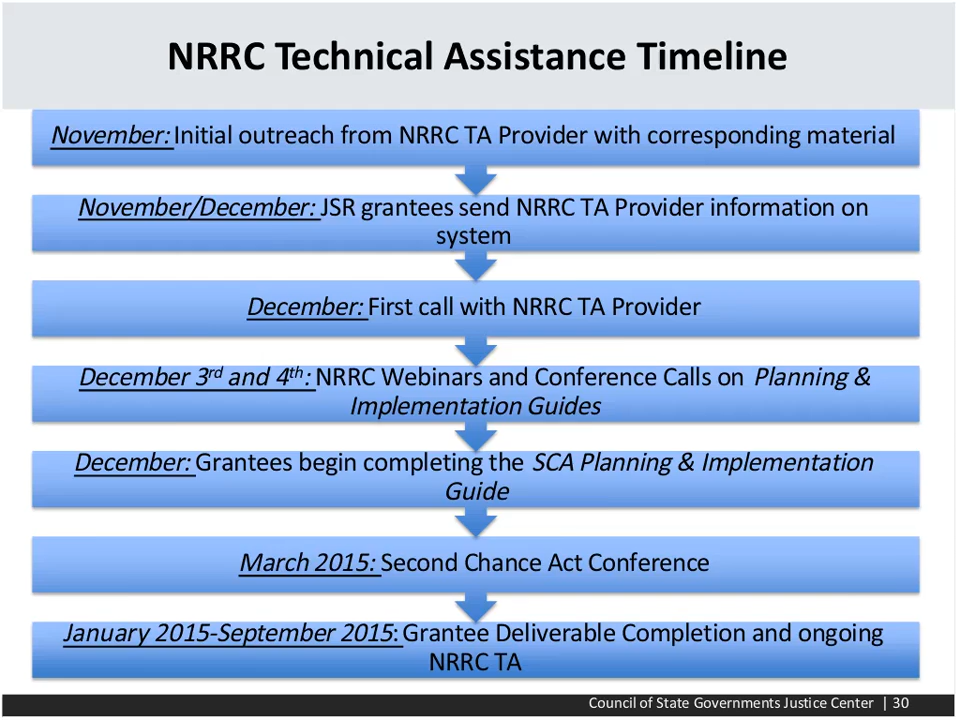 NRRC Technical Assistance Timeline
November: Initial outreach from NRRC TA Provider with corresponding material
November/December: JSR grantees send NRRC TA Provider information on
system
December: First call with NRRC TA Provider
December 3rd and 4th: NRRC Webinars and Conference Calls on Planning &
Implementation Guides
December: Grantees begin completing the SCA Planning & Implementation
Guide
March 2015: Second Chance Act Conference
January 2015-September 2015: Grantee Deliverable Completion and ongoing
NRRC TA
Council of State Governments Justice Center | 30